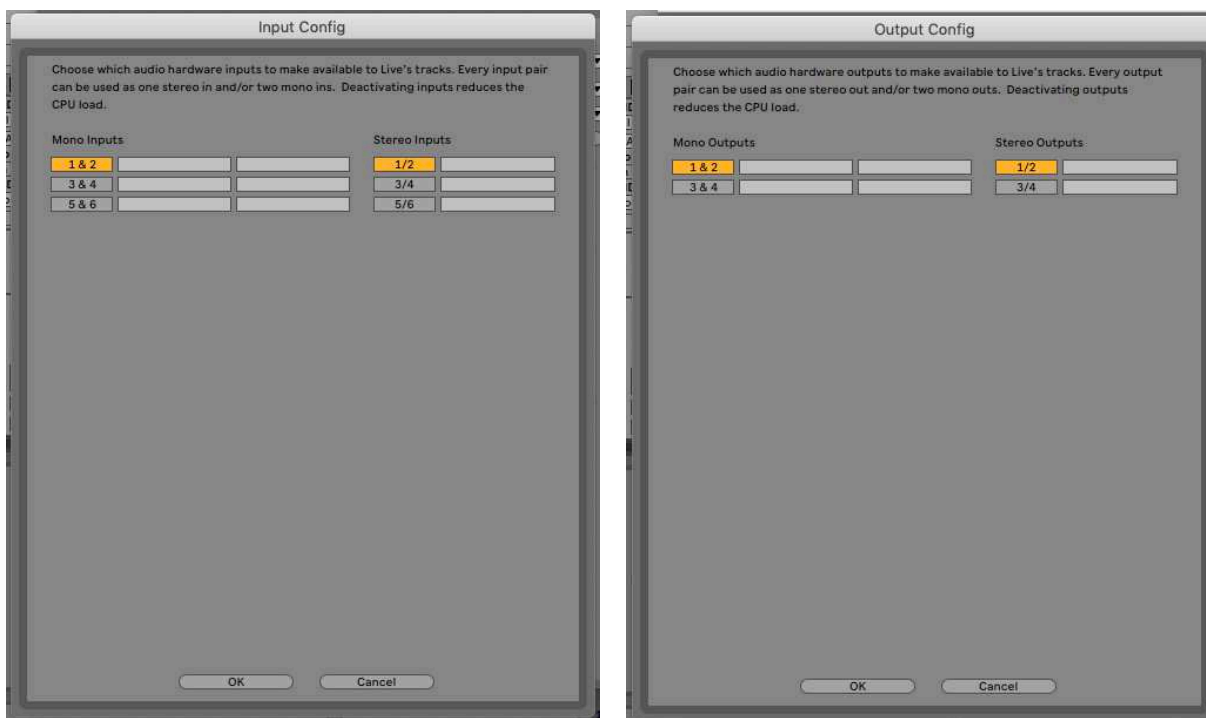 Input Config
Choose which audio hardware inputs to make available to Live's tracks. Every input pair
can be used as one stereo in and/or two mono ins. Deactivating inputs reduces the
CPU load.
Mono Inputs
Stereo Inputs
1 & 2
1/2
3 & 4
3/4
5 & 6
5/6
OK
Cancel
Output Config
Choose which audio hardware outputs to make available to Live's tracks. Every output
pair can be used as one stereo out and/or two mono outs. Deactivating outputs
reduces the CPU load.
Mono Outputs
Stereo Outputs
1 & 2
1/2
3 & 4
3/4
OK
Cancel